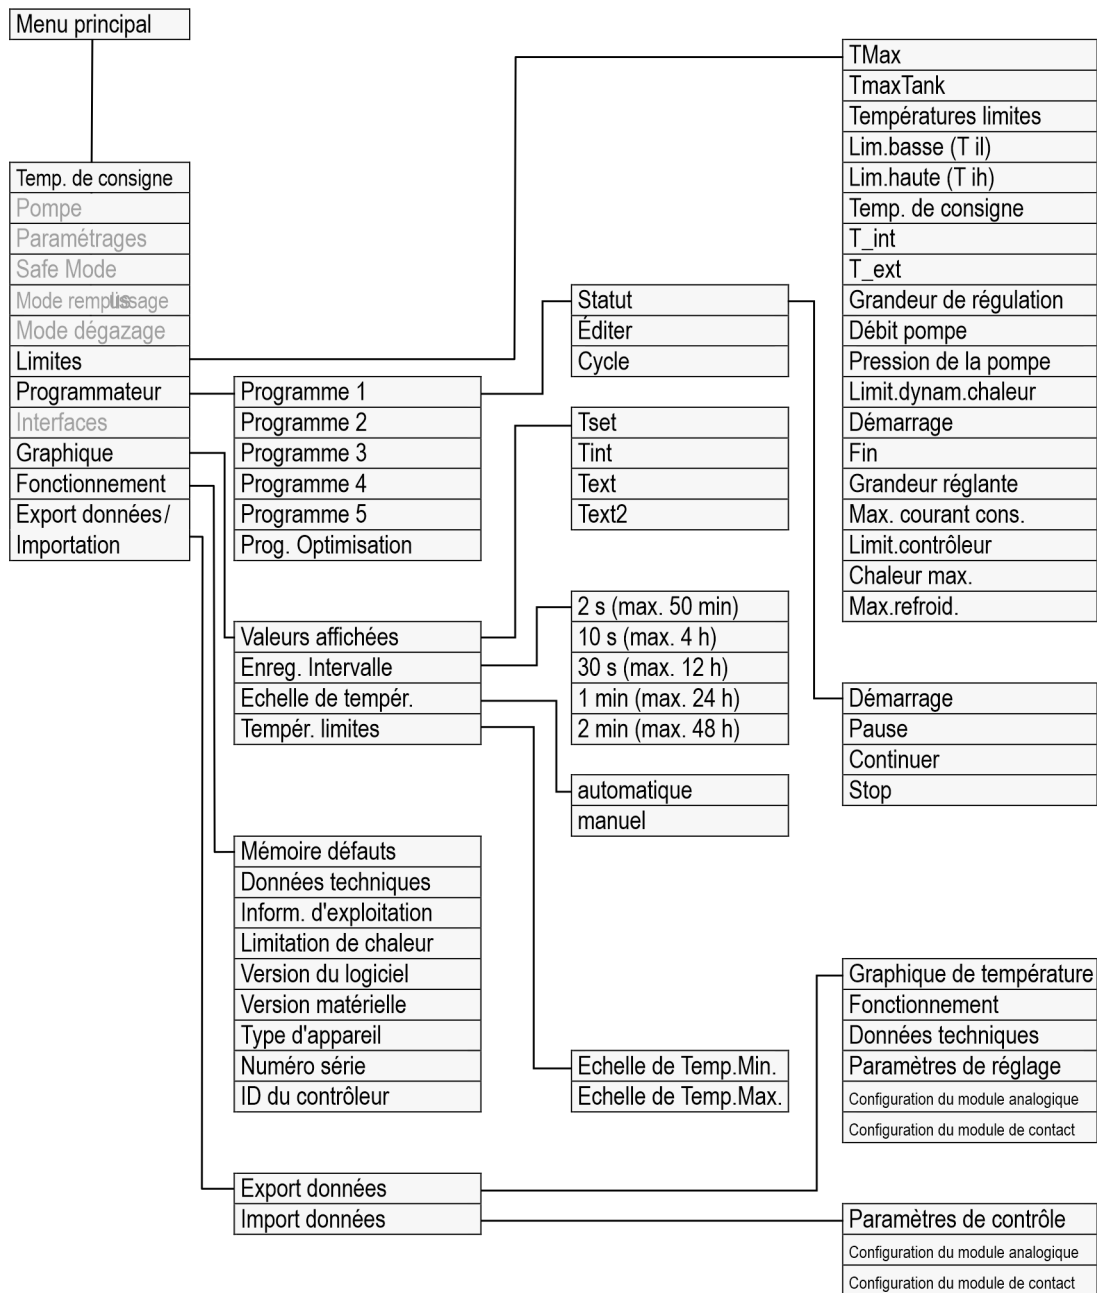 Menu principal
Temp. de consigne
Pompe
Paramétrages
Safe Mode
Mode remplissage
Mode dégazage
Limites
Programmateur
Interfaces
Graphique
Fonctionnement
Export données/
Importation
Programme 1
Programme 2
Programme 3
Programme 4
Programme 5
Prog. Optimisation
Valeurs affichées
Enreg. Intervalle
Echelle de tempér.
Tempér. limites
Mémoire défauts
Données techniques
Inform. d'exploitation
Limitation de chaleur
Version du logiciel
Version matérielle
Type d'appareil
Numéro série
ID du contrôleur
Export données
Import données
Statut
Éditer
Cycle
Tset
Tint
Text
Text2
2 s (max. 50 min)
10 s (max. 4 h)
30 s (max. 12 h)
1 min (max. 24 h)
2 min (max. 48 h)
automatique
manuel
Echelle de Temp.Min.
Echelle de Temp.Max.
TMax
TmaxTank
Températures limites
Lim.basse (T il)
Lim.haute (T ih)
Temp. de consigne
T_int
T_ext
Grandeur de régulation
Débit pompe
Pression de la pompe
Limit.dynam.chaleur
Démarrage
Fin
Grandeur réglante
Max. courant cons.
Limit.contrôleur
Chaleur max.
Max.refroid.
Démarrage
Pause
Continuer
Stop
Graphique de température
Fonctionnement
Données techniques
Paramètres de réglage
Configuration du module analogique
Configuration du module de contact
Paramètres de contrôle
Configuration du module analogique
Configuration du module de contact